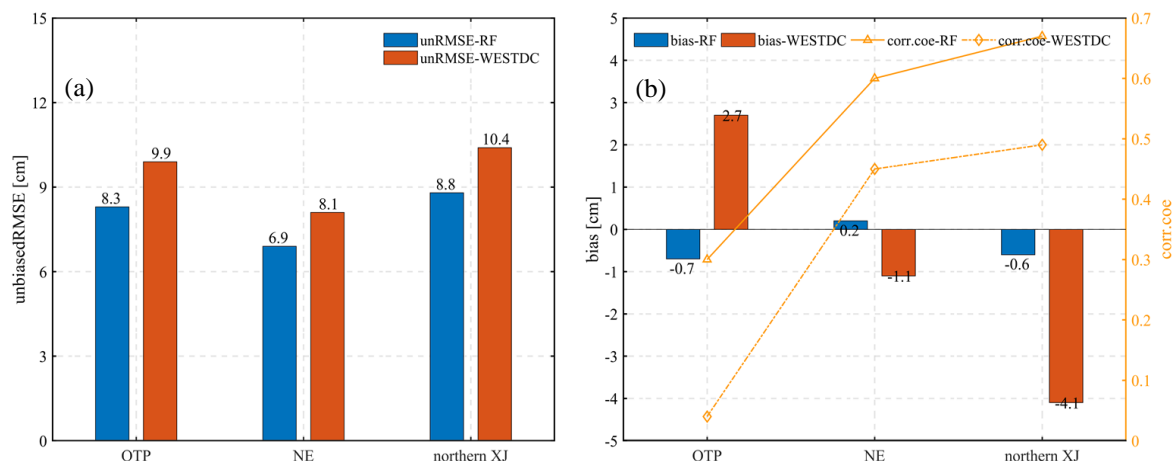 (a)
unRMSE-RF
unRMSE-WESTDC
unbiasedRMSE [cm]
15
12
9
6
3
0
8.3
9.9
6.9
8.1
8.8
10.4
OTP
NE
northern XJ
(b)
bias-RF
bias-WESTDC
corr.coe-RF
corr.coe-WESTDC
bias [cm]
5
4
3
2
1
0
-1
-2
-3
-4
-5
-0.7
2.7
0.2
-1.1
-0.6
-4.1
OTP
NE
northern XJ
0.7
0.6
0.5
0.4
0.3
0.2
0.1
0
corr.coe